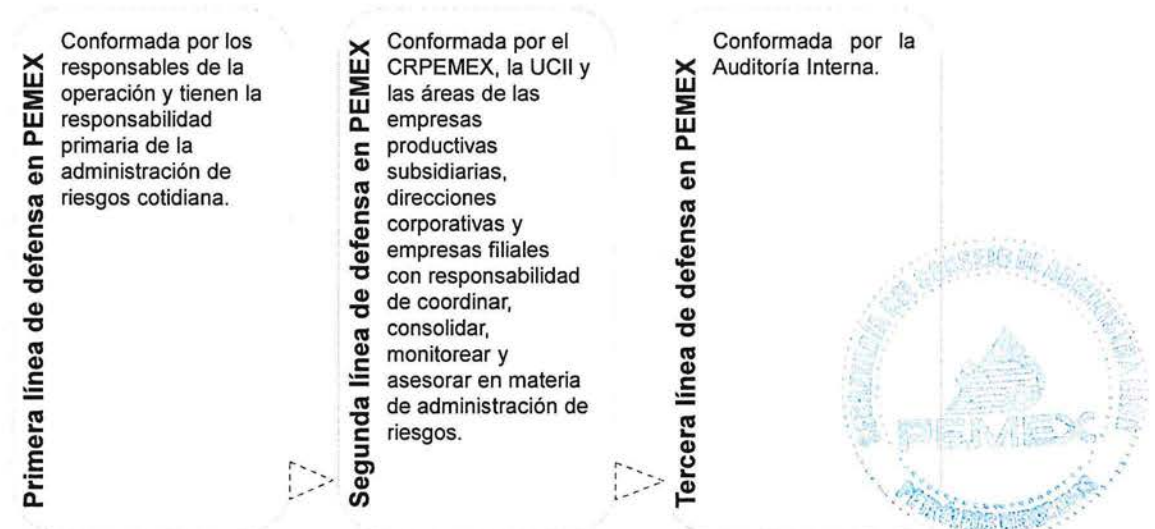 Primera línea de defensa en PEMEX
Conformada por los
responsables de la
operación y tienen la
responsabilidad
primaria de la
administración de
riesgos cotidiana.
Segunda línea de defensa en PEMEX
Conformada por el
CRPEMEX, la UCII y
las áreas de las
empresas
productivas
subsidiarias,
direcciones
corporativas y
empresas filiales
con responsabilidad
de coordinar,
consolidar,
monitorear y
asesorar en materia
de administración de
riesgos.
Tercera línea de defensa en PEMEX
Conformada por la
Auditoría Interna.
PEMEX